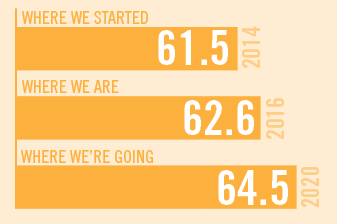 WHERE WE STARTED
61.5 2014
WHERE WE ARE
62.6 2016
WHERE WE'RE GOING
64.5 2020